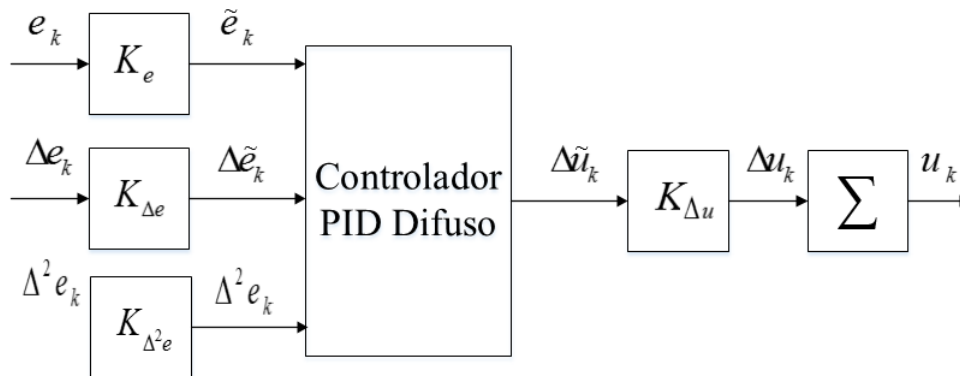 e_k
K_e
ẽ_k
Δe_k
K_Δe
Δẽ_k
Δ²e_k
K_Δ²e
Δ²e_k
Controlador
PID Difuso
Δũ_k
K_Δu
Δu_k
∑
u_k